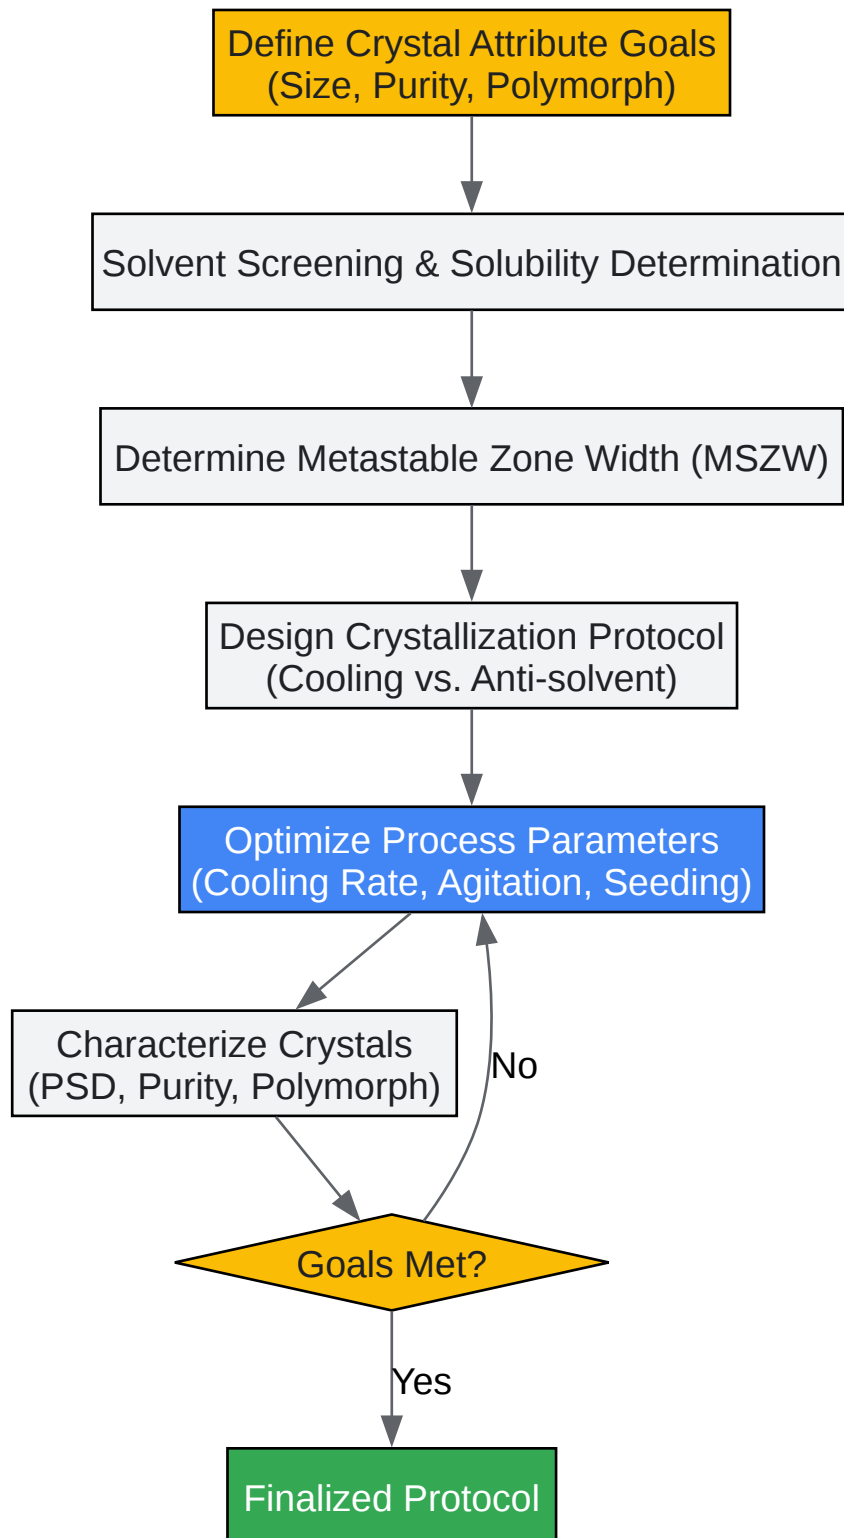 Define Crystal Attribute Goals
(Size, Purity, Polymorph)
Solvent Screening & Solubility Determination
Determine Metastable Zone Width (MSZW)
Design Crystallization Protocol
(Cooling vs. Anti-solvent)
Optimize Process Parameters
(Cooling Rate, Agitation, Seeding)
Characterize Crystals
(PSD, Purity, Polymorph)
No
Goals Met?
Yes
Finalized Protocol